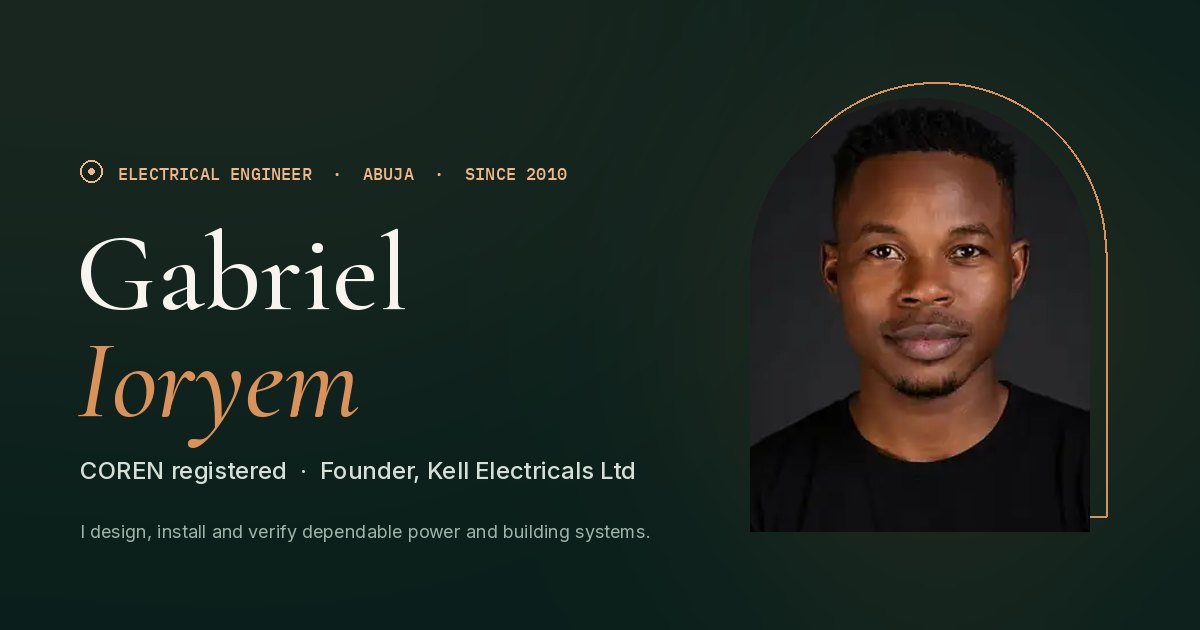 ELECTRICAL ENGINEER · ABUJA · SINCE 2010
Gabriel
Ioryem
COREN registered · Founder, Kell Electricals Ltd
I design, install and verify dependable power and building systems.